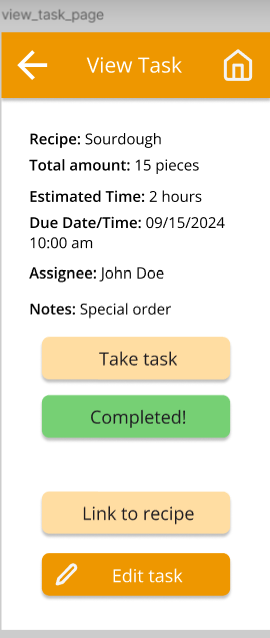 view_task_page
View Task
Recipe: Sourdough
Total amount: 15 pieces
Estimated Time: 2 hours
Due Date/Time: 09/15/2024
10:00 am
Assignee: John Doe
Notes: Special order
Take task
Completed!
Link to recipe
Edit task